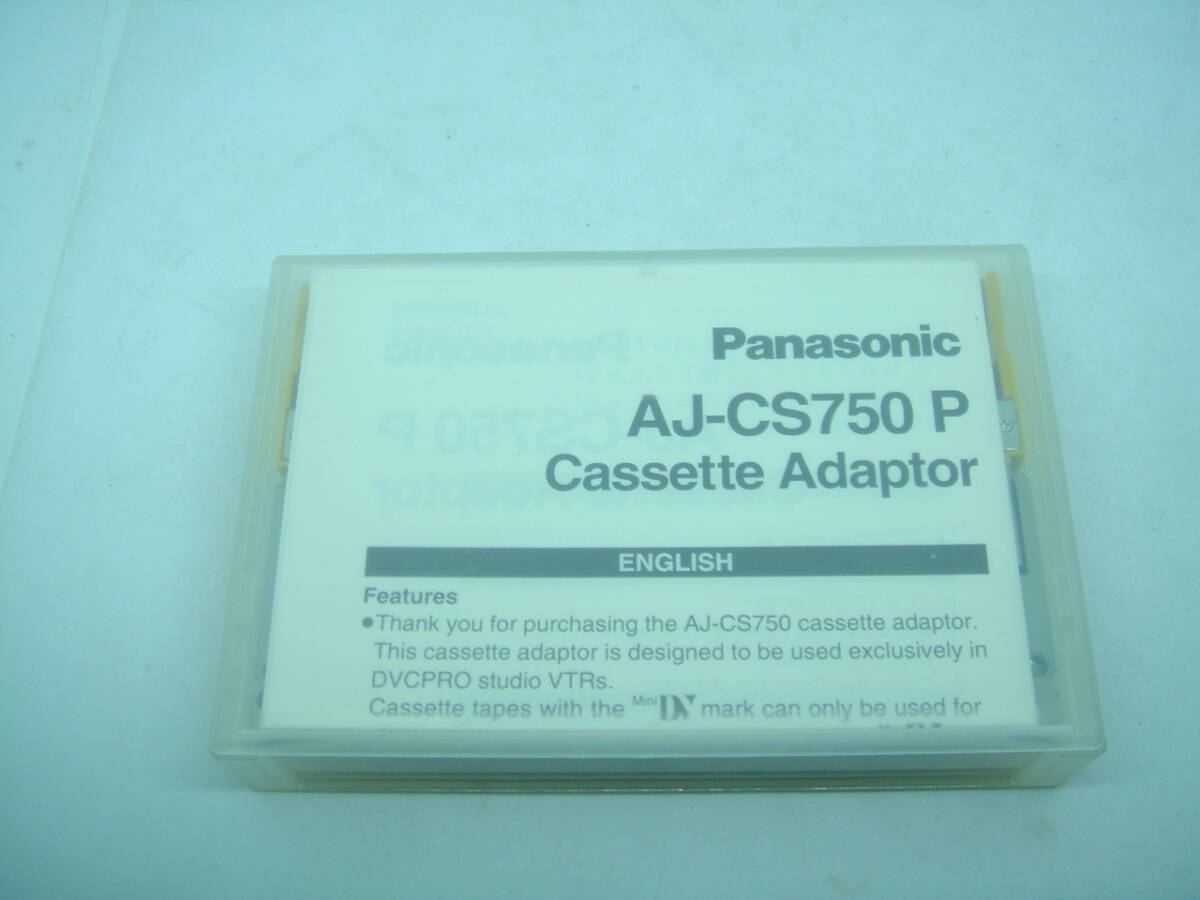 Panasonic
AJ-CS750 P
Cassette Adaptor
ENGLISH
Features
●Thank you for purchasing the AJ-CS750 cassette adaptor.
This cassette adaptor is designed to be used exclusively in
DVCPRO studio VTRs.
Cassette tapes with the Mini DV mark can only be used for